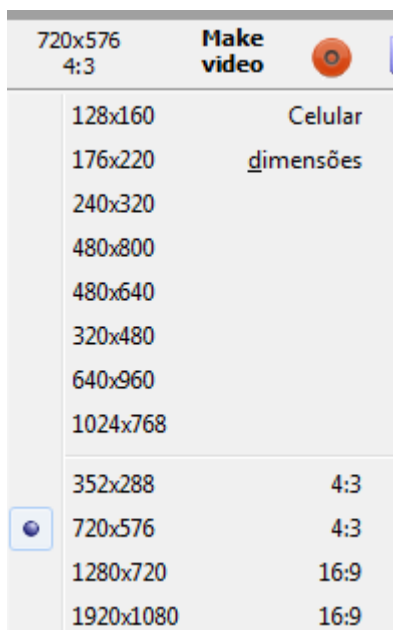 720x576 Make
4:3 video
128x160 Celular
176x220 dimensões
240x320
480x800
480x640
320x480
640x960
1024x768
352x288 4:3
720x576 4:3
1280x720 16:9
1920x1080 16:9